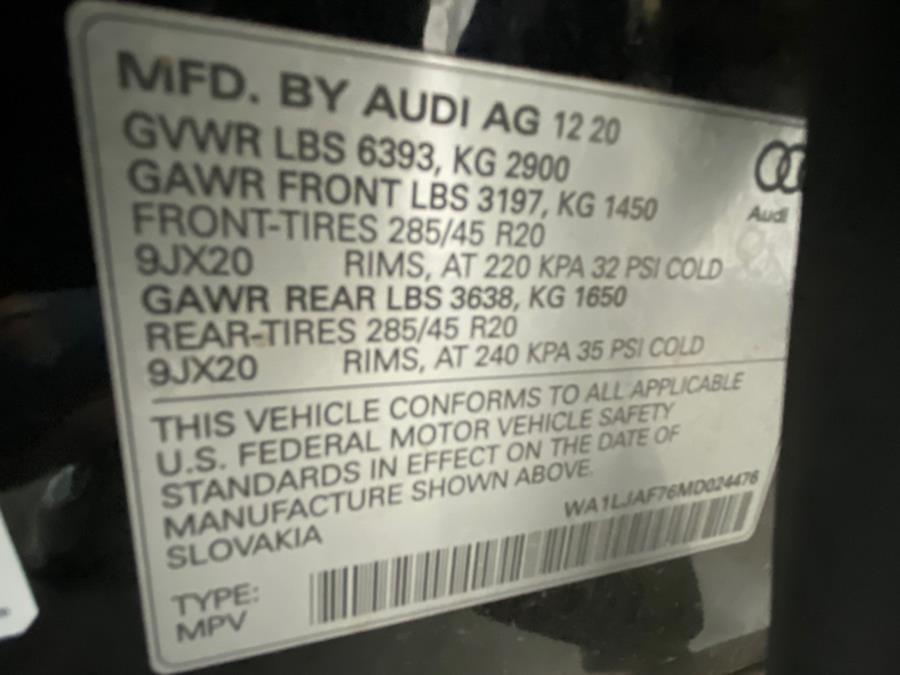 MFD. BY AUDI AG 12 20
GVWR LBS 6393, KG 2900
GAWR FRONT LBS 3197, KG 1450
FRONT-TIRES 285/45 R20
9JX20 RIMS, AT 220 KPA 32 PSI COLD
GAWR REAR LBS 3638, KG 1650
REAR-TIRES 285/45 R20
9JX20 RIMS, AT 240 KPA 35 PSI COLD
Audi
THIS VEHICLE CONFORMS TO ALL APPLICABLE
U.S. FEDERAL MOTOR VEHICLE SAFETY
STANDARDS IN EFFECT ON THE DATE OF
MANUFACTURE SHOWN ABOVE.
SLOVAKIA
WA1LJAF76MD024476
TYPE:
MPV